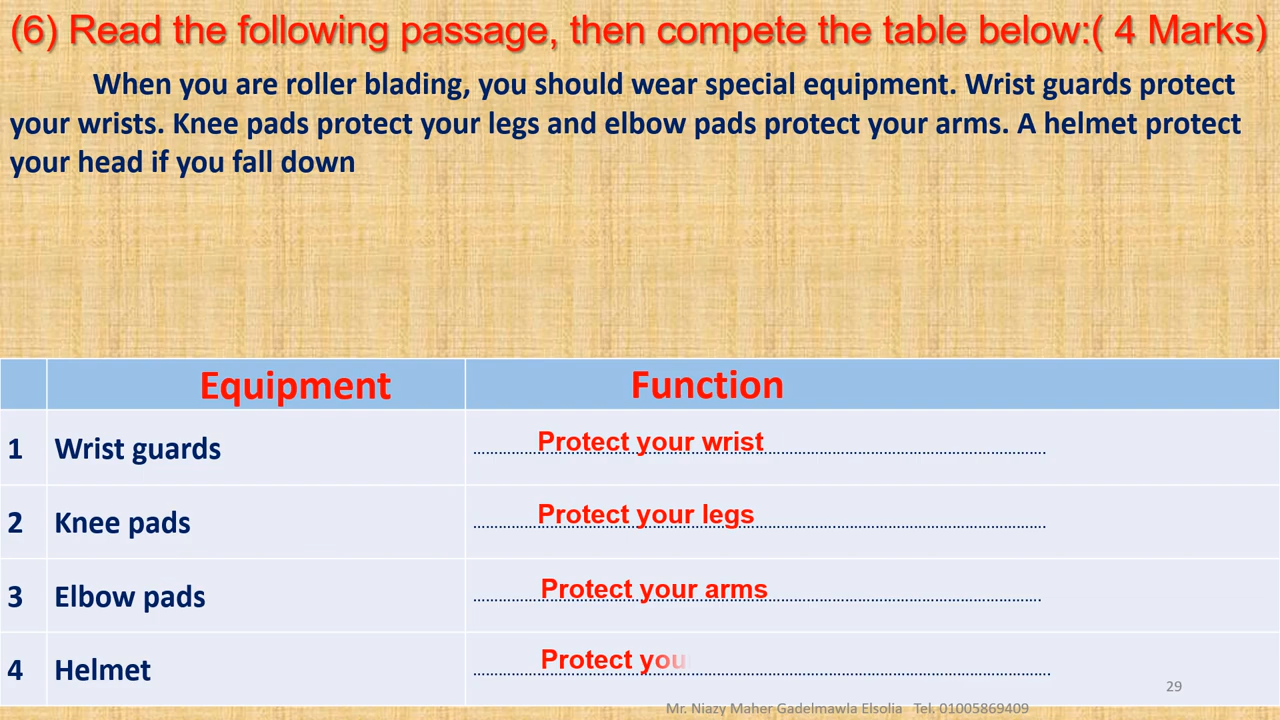 (6) Read the following passage, then compete the table below:( 4 Marks)
When you are roller blading, you should wear special equipment. Wrist guards protect
your wrists. Knee pads protect your legs and elbow pads protect your arms. A helmet protect
your head if you fall down
Equipment Function
1 Wrist guards ........................ Protect your wrist ........................
2 Knee pads ........................ Protect your legs ........................
3 Elbow pads ........................ Protect your arms ........................
4 Helmet ........................ Protect you ........................
29
Mr. Niazy Maher Gadelmawla Elsolia Tel. 01005869409